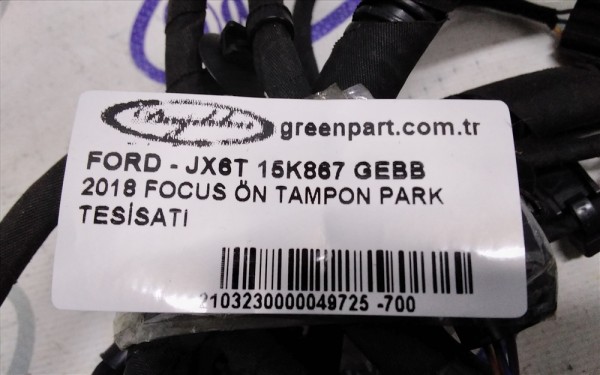 greenpart.com.tr
FORD - JX6T 15K867 GEBB
2018 FOCUS ÖN TAMPON PARK
TESİSATI
2103230000049725 -700